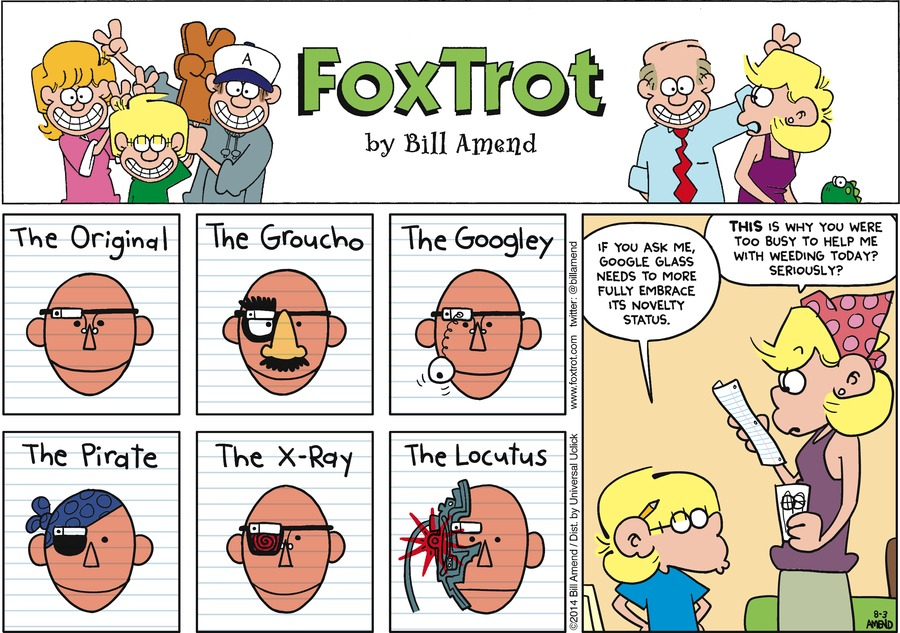 A
FoxTrot
by Bill Amend
The Original
The Groucho
The Googley
The Pirate
The X-Ray
The Locutus
©2014 Bill Amend / Dist. by Universal Uclick www.foxtrot.com twitter: @billamend
IF YOU ASK ME,
GOOGLE GLASS
NEEDS TO MORE
FULLY EMBRACE
ITS NOVELTY
STATUS.
THIS IS WHY YOU WERE
TOO BUSY TO HELP ME
WITH WEEDING TODAY?
SERIOUSLY?
8-3
AMEND